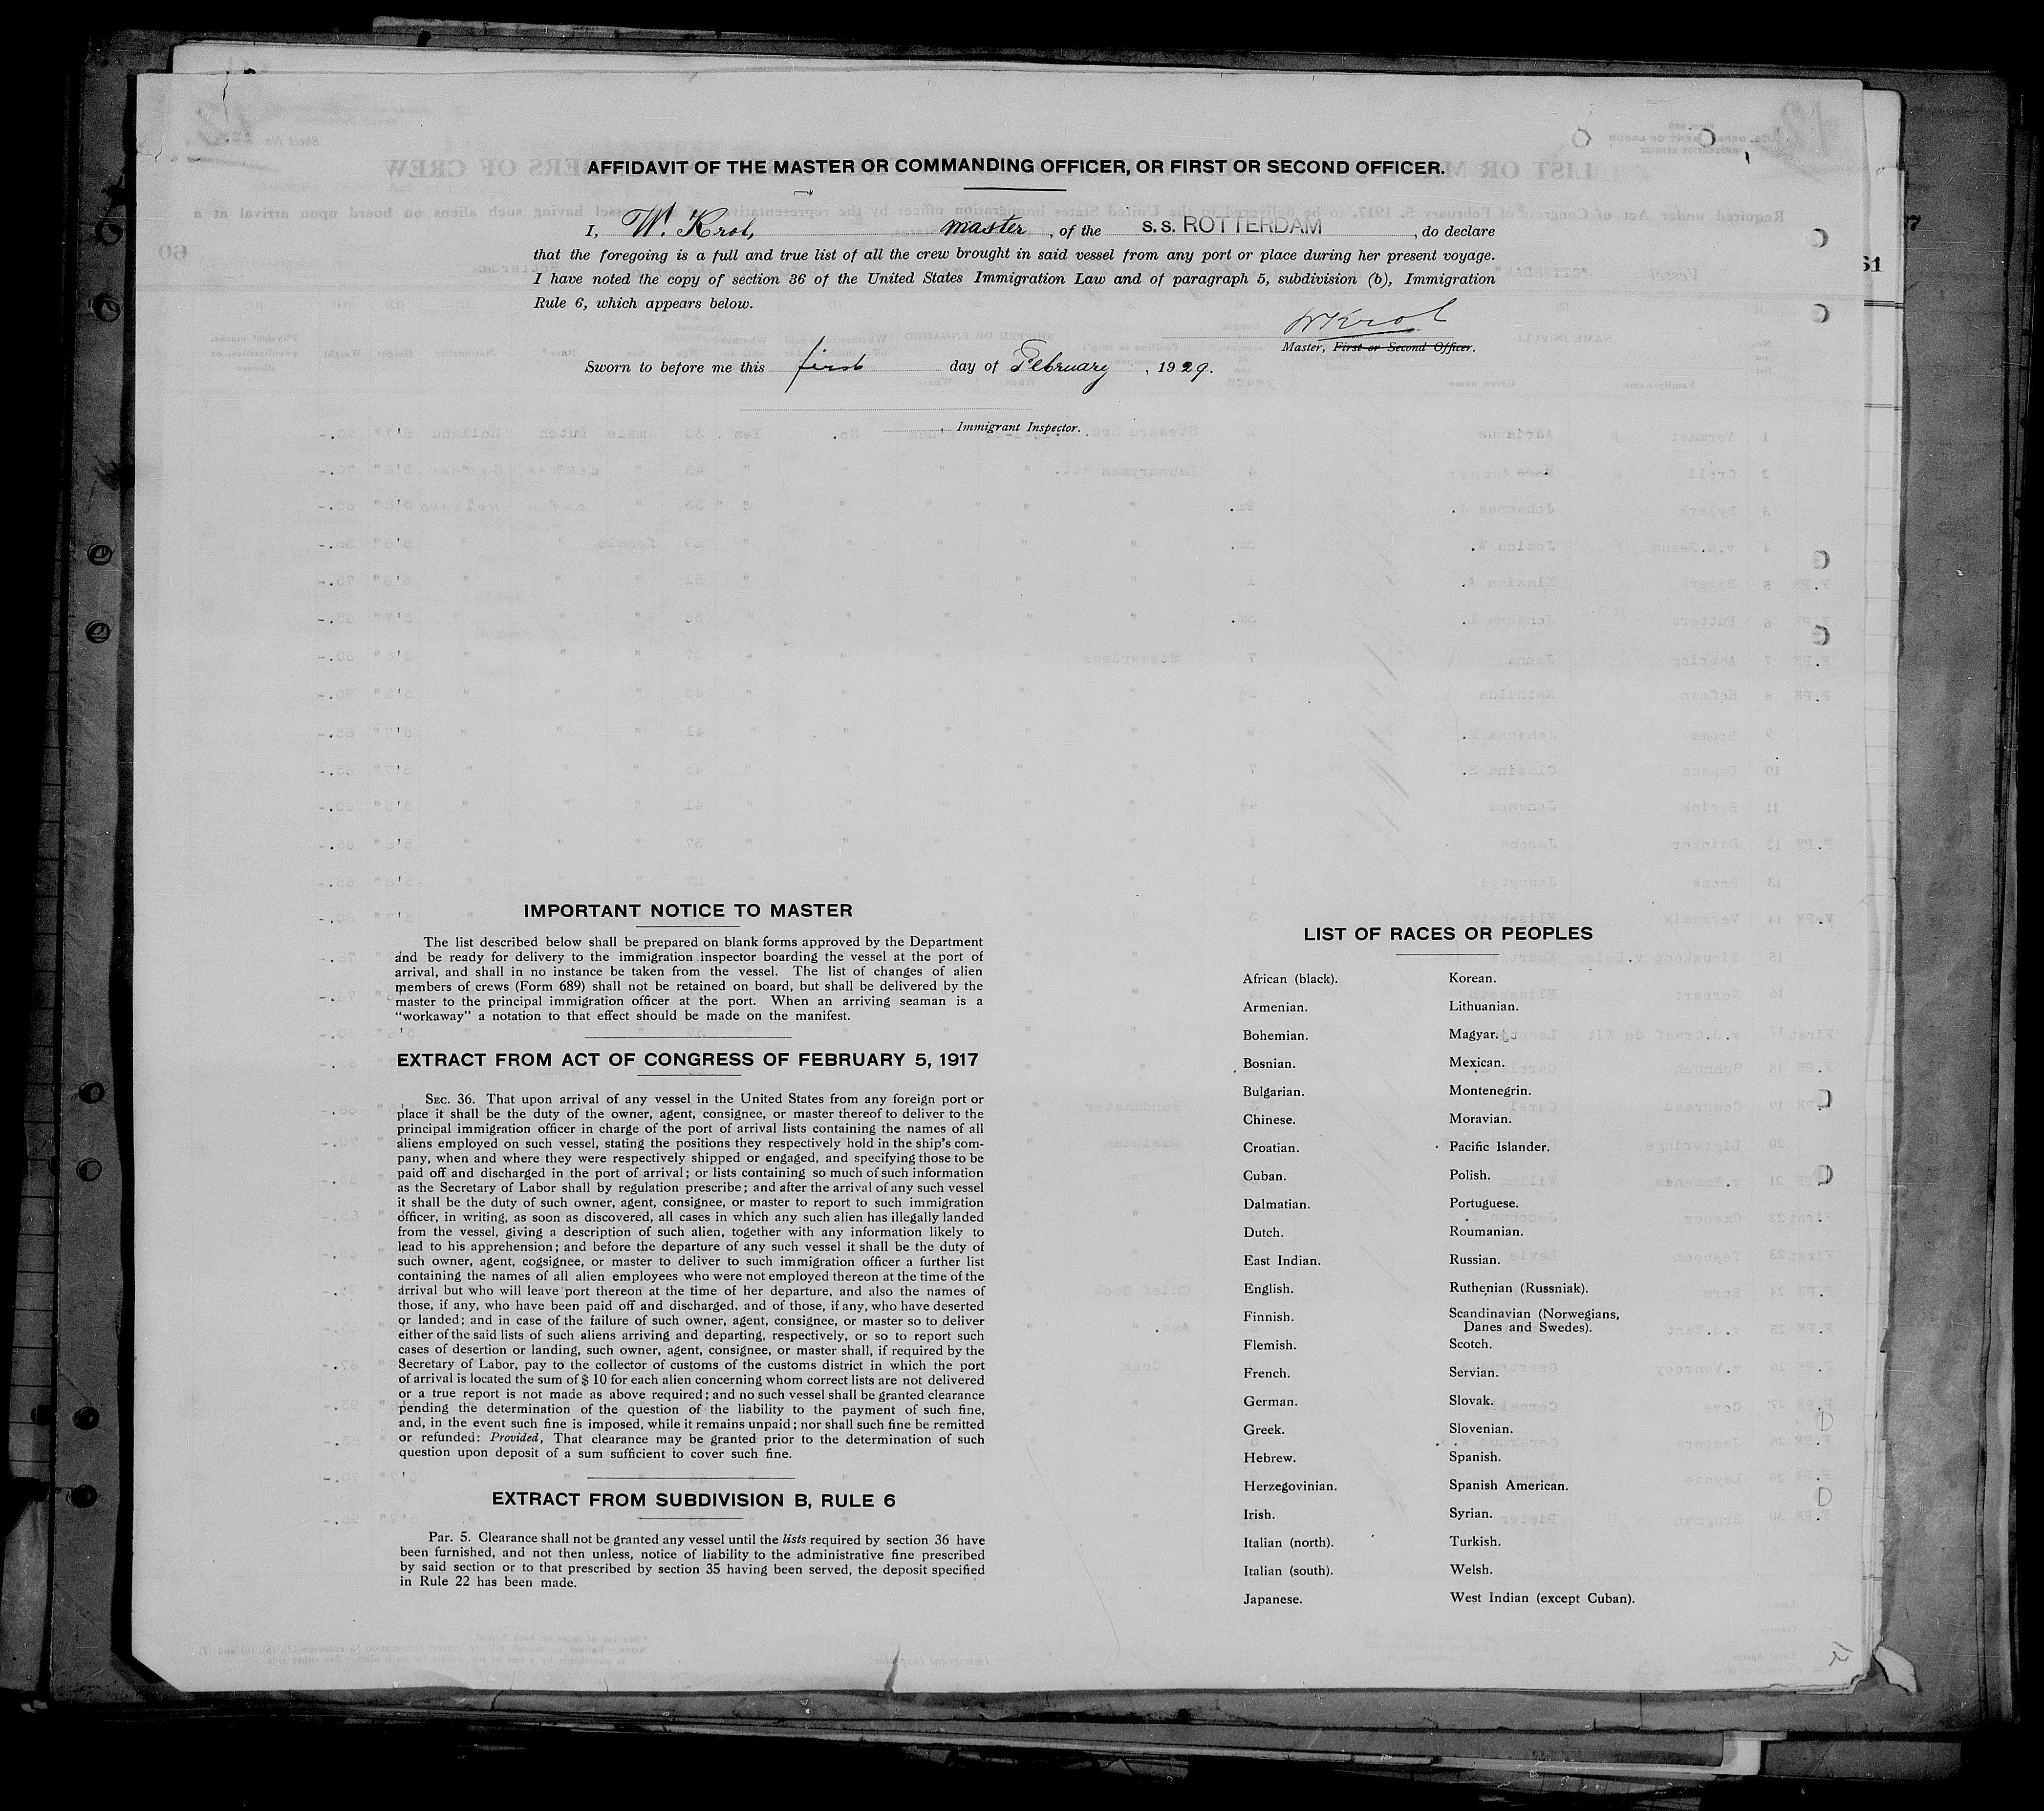 AFFIDAVIT OF THE MASTER OR COMMANDING OFFICER, OR FIRST OR SECOND OFFICER.
I, W. Krol, master, of the S.S. ROTTERDAM, do declare
that the foregoing is a full and true list of all the crew brought in said vessel from any port or place during her present voyage.
I have noted the copy of section 36 of the United States Immigration Law and of paragraph 5, subdivision (b), Immigration
Rule 6, which appears below.
WKrol
Master, First or Second Officer.
Sworn to before me this first day of February, 1929.
, Immigrant Inspector.
IMPORTANT NOTICE TO MASTER
The list described below shall be prepared on blank forms approved by the Department
and be ready for delivery to the immigration inspector boarding the vessel at the port of
arrival, and shall in no instance be taken from the vessel. The list of changes of alien
members of crews (Form 689) shall not be retained on board, but shall be delivered by the
master to the principal immigration officer at the port. When an arriving seaman is a
“workaway” a notation to that effect should be made on the manifest.
EXTRACT FROM ACT OF CONGRESS OF FEBRUARY 5, 1917
SEC. 36. That upon arrival of any vessel in the United States from any foreign port or
place it shall be the duty of the owner, agent, consignee, or master thereof to deliver to the
principal immigration officer in charge of the port of arrival lists containing the names of all
aliens employed on such vessel, stating the positions they respectively hold in the ship's com-
pany, when and where they were respectively shipped or engaged, and specifying those to be
paid off and discharged in the port of arrival; or lists containing so much of such information
as the Secretary of Labor shall by regulation prescribe; and after the arrival of any such vessel
it shall be the duty of such owner, agent, consignee, or master to report to such immigration
officer, in writing, as soon as discovered, all cases in which any such alien has illegally landed
from the vessel, giving a description of such alien, together with any information likely to
lead to his apprehension; and before the departure of any such vessel it shall be the duty of
such owner, agent, cogsignee, or master to deliver to such immigration officer a further list
containing the names of all alien employees who were not employed thereon at the time of the
arrival but who will leave port thereon at the time of her departure, and also the names of
those, if any, who have been paid off and discharged, and of those, if any, who have deserted
or landed; and in case of the failure of such owner, agent, consignee, or master so to deliver
either of the said lists of such aliens arriving and departing, respectively, or so to report such
cases of desertion or landing, such owner, agent, consignee, or master shall, if required by the
Secretary of Labor, pay to the collector of customs of the customs district in which the port
of arrival is located the sum of $ 10 for each alien concerning whom correct lists are not delivered
or a true report is not made as above required; and no such vessel shall be granted clearance
pending the determination of the question of the liability to the payment of such fine,
and, in the event such fine is imposed, while it remains unpaid; nor shall such fine be remitted
or refunded: Provided, That clearance may be granted prior to the determination of such
question upon deposit of a sum sufficient to cover such fine.
EXTRACT FROM SUBDIVISION B, RULE 6
Par. 5. Clearance shall not be granted any vessel until the lists required by section 36 have
been furnished, and not then unless, notice of liability to the administrative fine prescribed
by said section or to that prescribed by section 35 having been served, the deposit specified
in Rule 22 has been made.
LIST OF RACES OR PEOPLES
African (black).
Armenian.
Bohemian.
Bosnian.
Bulgarian.
Chinese.
Croatian.
Cuban.
Dalmatian.
Dutch.
East Indian.
English.
Finnish.
Flemish.
French.
German.
Greek.
Hebrew.
Herzegovinian.
Irish.
Italian (north).
Italian (south).
Japanese.
Korean.
Lithuanian.
Magyar.
Mexican.
Montenegrin.
Moravian.
Pacific Islander.
Polish.
Portuguese.
Roumanian.
Russian.
Ruthenian (Russniak).
Scandinavian (Norwegians,
Danes and Swedes).
Scotch.
Servian.
Slovak.
Slovenian.
Spanish.
Spanish American.
Syrian.
Turkish.
Welsh.
West Indian (except Cuban).